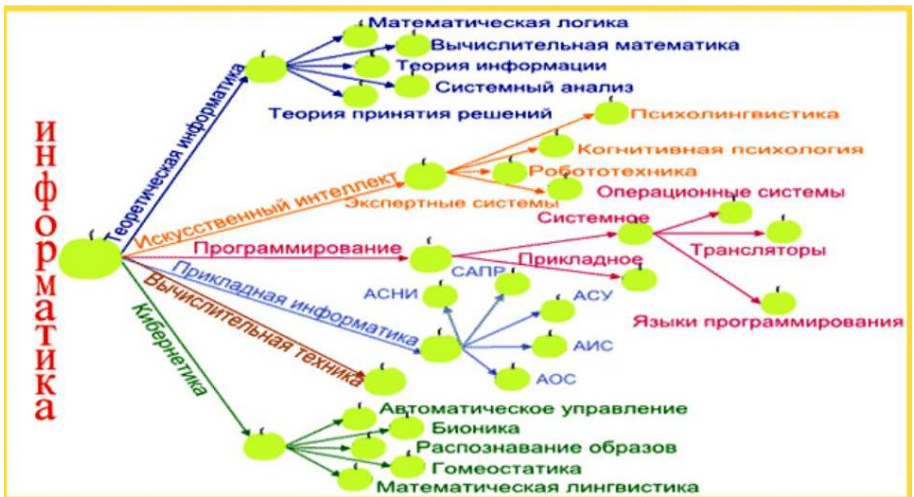 информатика
Теоретическая информатика
Математическая логика
Вычислительная математика
Теория информации
Системный анализ
Теория принятия решений
Искусственный интеллект
Психолингвистика
Когнитивная психология
Робототехника
Экспертные системы
Программирование
Системное
Операционные системы
Трансляторы
Языки программирования
Прикладное
Прикладная информатика
АСНИ
САПР
АСУ
АИС
АОС
Вычислительная техника
Кибернетика
Автоматическое управление
Бионика
Распознавание образов
Гомеостатика
Математическая лингвистика